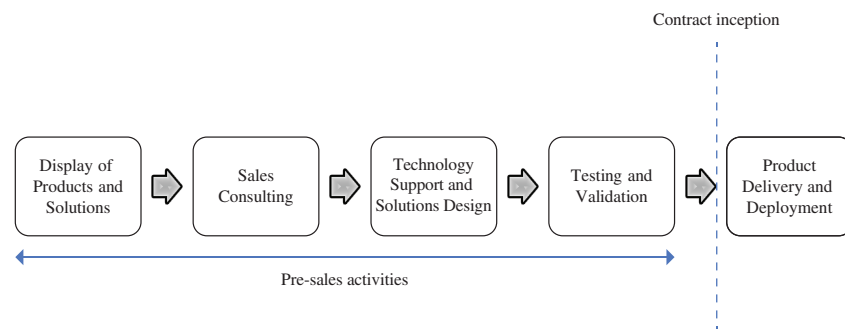 Contract inception
Display of
Products and
Solutions
Sales
Consulting
Technology
Support and
Solutions Design
Testing and
Validation
Product
Delivery and
Deployment
Pre-sales activities